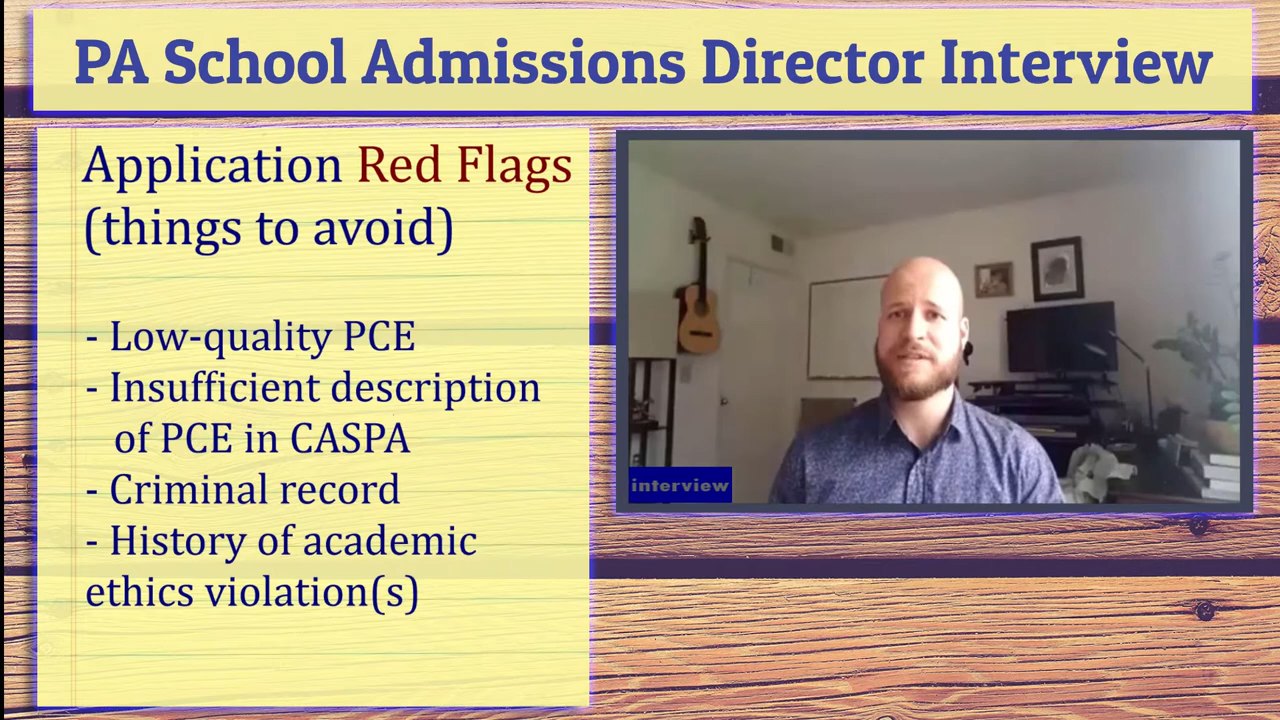 PA School Admissions Director Interview
Application Red Flags
(things to avoid)
- Low-quality PCE
- Insufficient description
of PCE in CASPA
- Criminal record
- History of academic
ethics violation(s)
interview